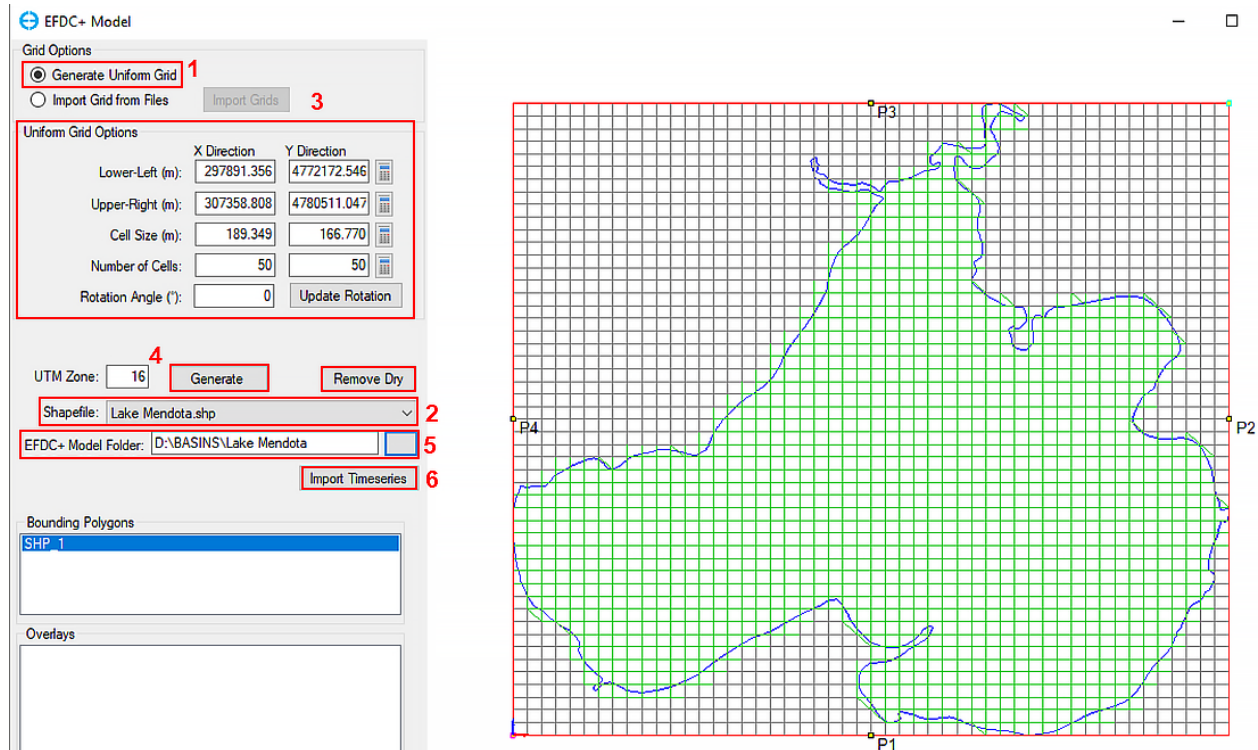 EFDC+ Model
Grid Options
Generate Uniform Grid 1
Import Grid from Files Import Grids 3
Uniform Grid Options
X Direction Y Direction
Lower-Left (m): 297891.356 4772172.546
Upper-Right (m): 307358.808 4780511.047
Cell Size (m): 189.349 166.770
Number of Cells: 50 50
Rotation Angle (°): 0 Update Rotation
4
UTM Zone: 16 Generate Remove Dry
Shapefile: Lake Mendota.shp 2
EFDC+ Model Folder: D:\BASINS\Lake Mendota 5
Import Timeseries 6
Bounding Polygons
SHP_1
Overlays
P3
P4
P2
P1